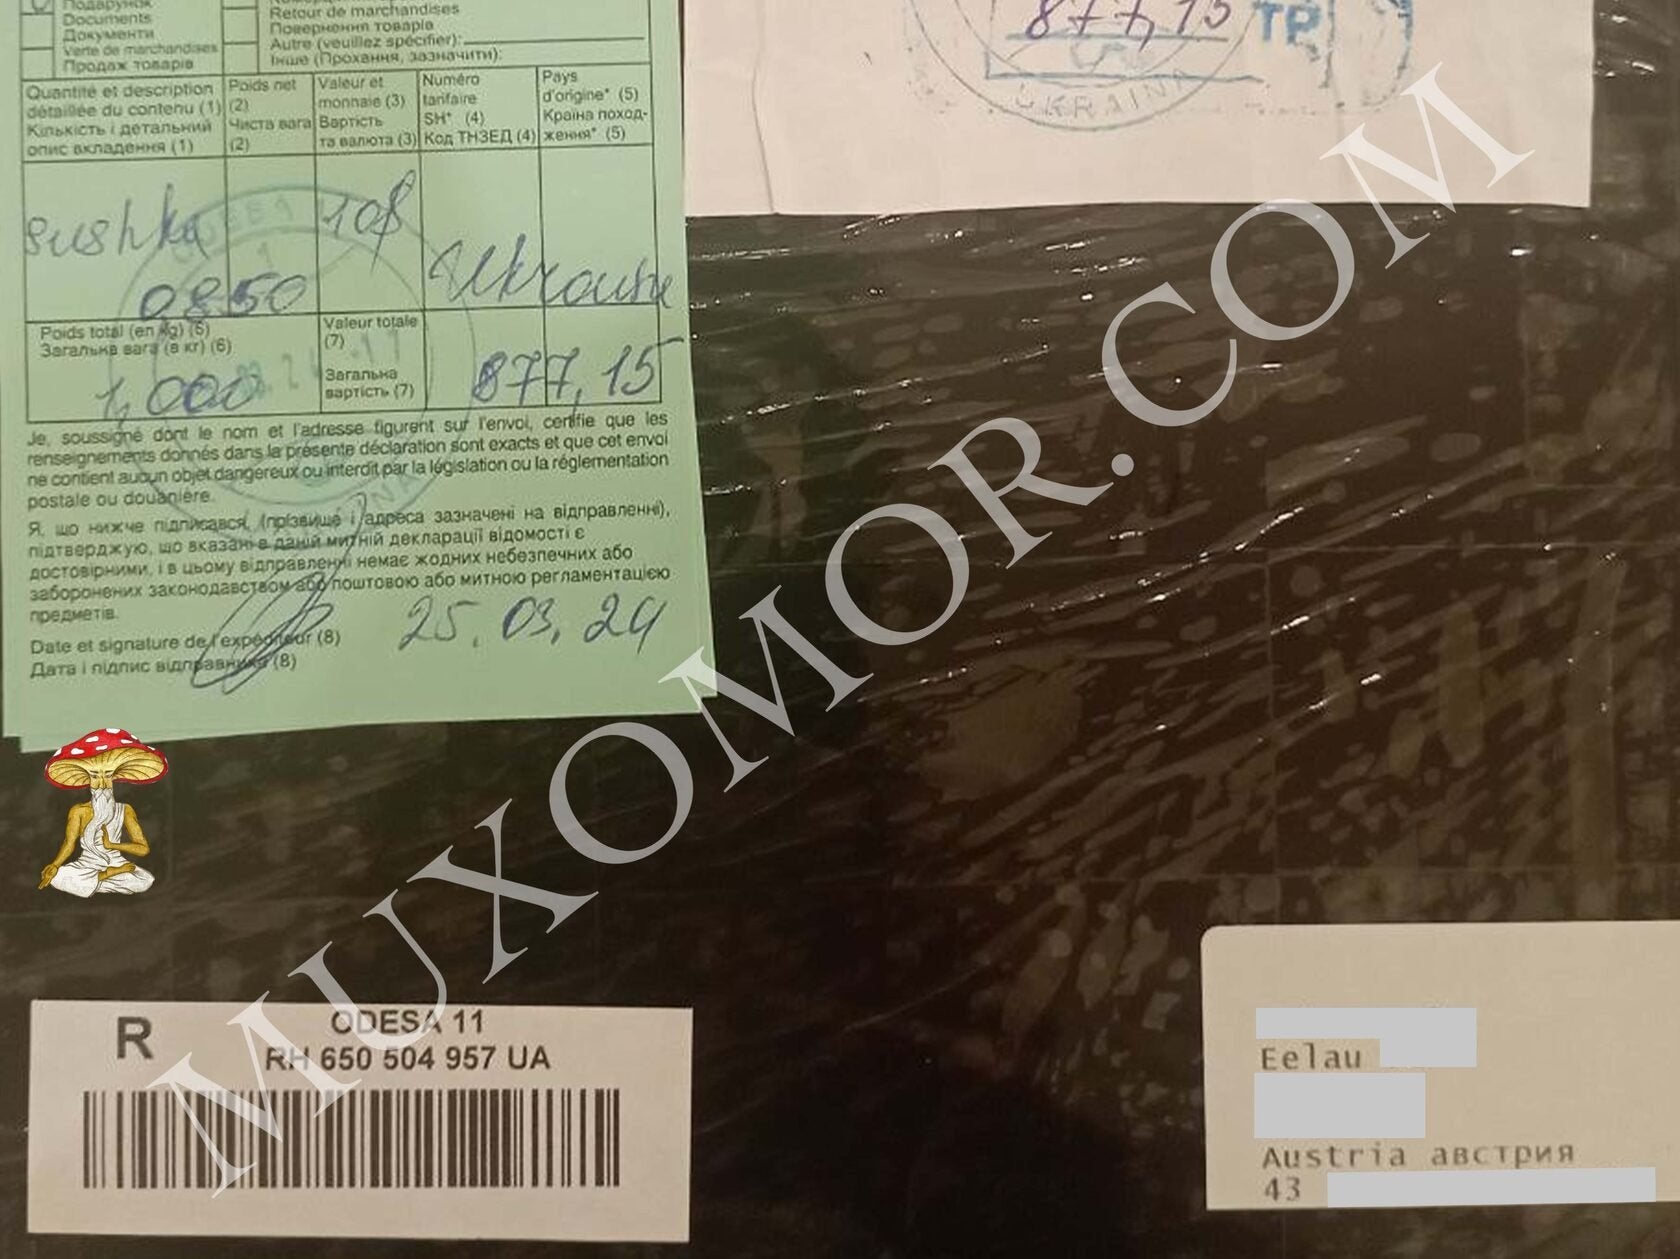 Подарунок
Documents
Документи
Verte de marchandises
Продаж товарів
Retour de marchandises
Повернення товарів
Autre (veuillez spécifier):
Інше (Прохання, зазначити):
Quantité et description
détaillée du contenu (1)
Кількість і детальний
опис вкладення (1)
Poids net
(2)
Чиста вага
(2)
Valeur et
monnaie (3)
Вартість
та валюта (3)
Numéro
tarifaire
SH* (4)
Код ТНЗЕД (4)
Pays
d'origine* (5)
Країна поход-
ження* (5)
sushka
0850
10$
Ukraine
Poids total (en kg) (6)
Загальна вага (в кг) (6)
1,000
Valeur totale
(7)
Загальна
вартість (7)
877,15
Je, soussigné dont le nom et l'adresse figurent sur l'envoi, certifie que les
renseignements donnés dans la présente déclaration sont exacts et que cet envoi
ne contient aucun objet dangereux ou interdit par la législation ou la réglementation
postale ou douanière.
Я, що нижче підписався, (прізвище і адреса зазначені на відправленні),
підтверджую, що вказані в даній митній декларації відомості є
достовірними, і в цьому відправленні немає жодних небезпечних або
заборонених законодавством або поштовою або митною регламентацією
предметів.
Date et signature de l'expéditeur (8)
Дата і підпис відправника (8)
25.03.24
877,15
TP
UKRAINA
MUXOMOR.COM
R
ODESA 11
RH 650 504 957 UA
Eelau
Austria австрия
43